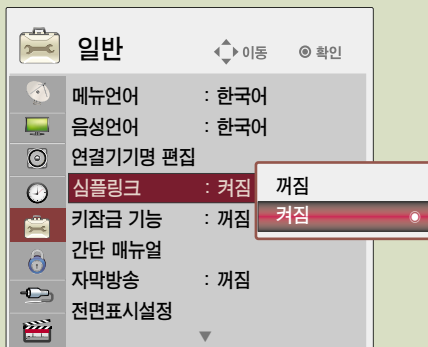 일반 이동 확인
메뉴언어 : 한국어
음성언어 : 한국어
연결기기명 편집
심플링크 : 켜짐
키잠금 기능 : 꺼짐
간단 매뉴얼
자막방송 : 꺼짐
전면표시설정
꺼짐
켜짐